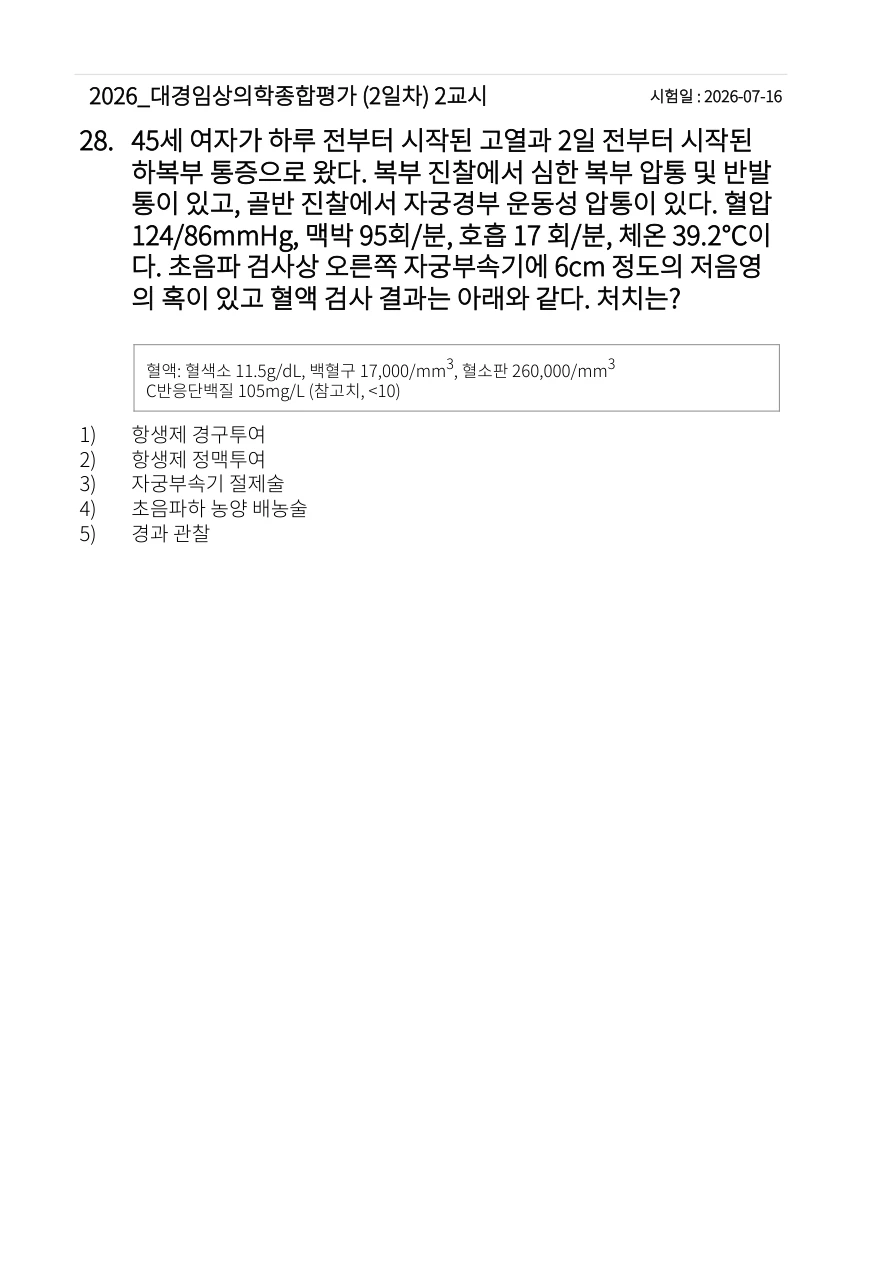 2026_대경임상의학종합평가 (2일차) 2교시
시험일 : 2026-07-16
28. 45세 여자가 하루 전부터 시작된 고열과 2일 전부터 시작된
하복부 통증으로 왔다. 복부 진찰에서 심한 복부 압통 및 반발
통이 있고, 골반 진찰에서 자궁경부 운동성 압통이 있다. 혈압
124/86mmHg, 맥박 95회/분, 호흡 17 회/분, 체온 39.2℃이
다. 초음파 검사상 오른쪽 자궁부속기에 6cm 정도의 저음영
의 혹이 있고 혈액 검사 결과는 아래와 같다. 처치는?
혈액: 혈색소 11.5g/dL, 백혈구 17,000/mm³, 혈소판 260,000/mm³
C반응단백질 105mg/L (참고치, <10)
1) 항생제 경구투여
2) 항생제 정맥투여
3) 자궁부속기 절제술
4) 초음파하 농양 배농술
5) 경과 관찰